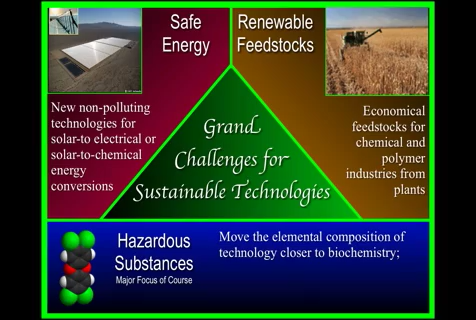 Safe
Energy
Renewable
Feedstocks
New non-polluting
technologies for
solar-to electrical or
solar-to-chemical
energy
conversions
Economical
feedstocks for
chemical and
polymer
industries from
plants
Grand
Challenges for
Sustainable Technologies
Hazardous
Substances
Major Focus of Course
Move the elemental composition of
technology closer to biochemistry;